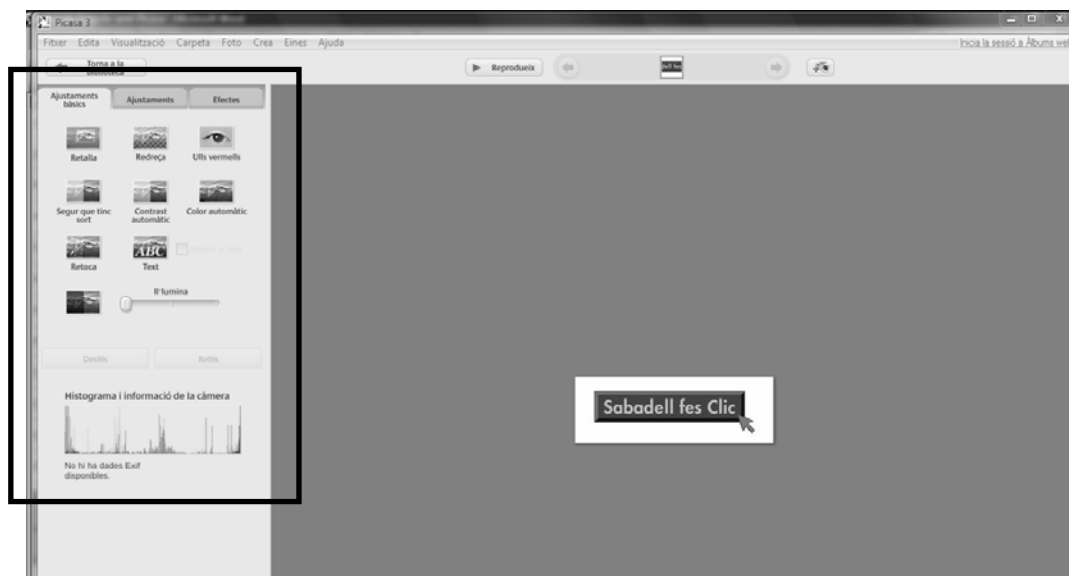 Picasa 3
Fitxer Edita Visualització Carpeta Foto Crea Eines Ajuda
Inicia la sessió a Àlbums web
Torna a la
biblioteca
Reprodueix
Ajustaments
bàsics
Ajustaments
Efectes
Retalla
Redreça
Ulls vermells
Segur que tinc
sort
Contrast
automàtic
Color automàtic
ABC
Retoca
Text
Il·lumina
Desfés
Refés
Histograma i informació de la càmera
No hi ha dades Exif
disponibles.
Sabadell fes Clic